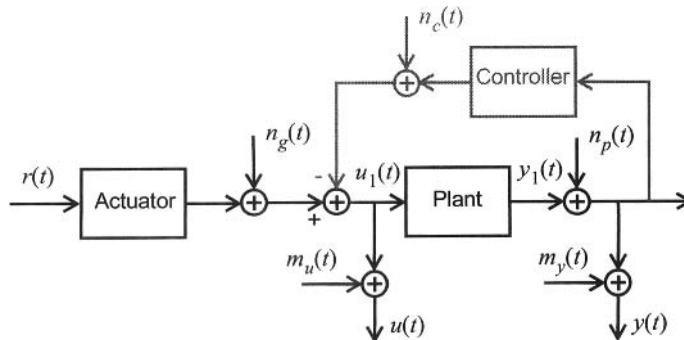 n_c(t)
Controller
n_g(t)
n_p(t)
r(t)
Actuator
-
+
u_1(t)
Plant
y_1(t)
m_u(t)
m_y(t)
u(t)
y(t)